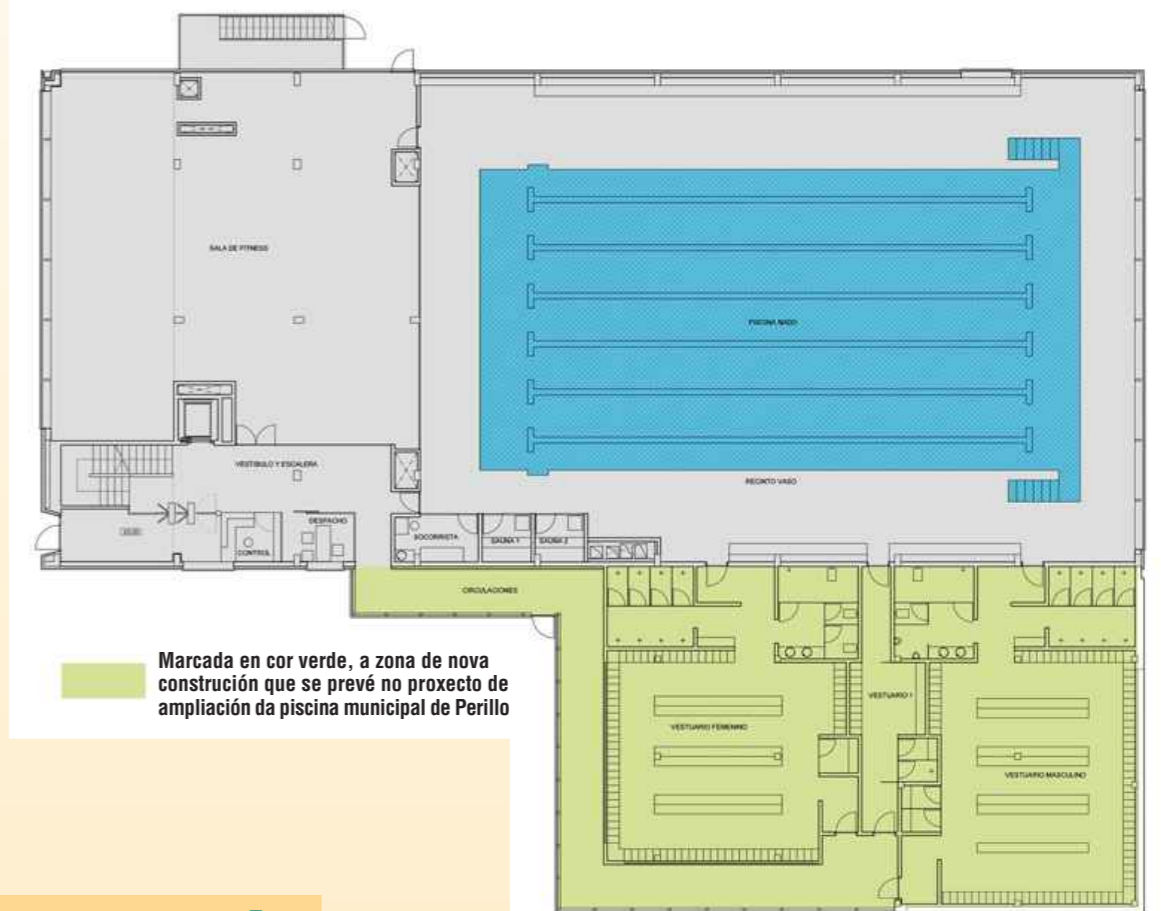 SALA DE FITNESS
PISCINA NADO
VESTIBULO Y ESCALERA
RECINTO VASO
DESPACHO
CONTROL
SOCORRISTA
SAUNA 1
SAUNA 2
CIRCULACIONES
Marcada en cor verde, a zona de nova
construción que se prevé no proxecto de
ampliación da piscina municipal de Perillo
VESTUARIO 1
VESTUARIO FEMENINO
VESTUARIO MASCULINO